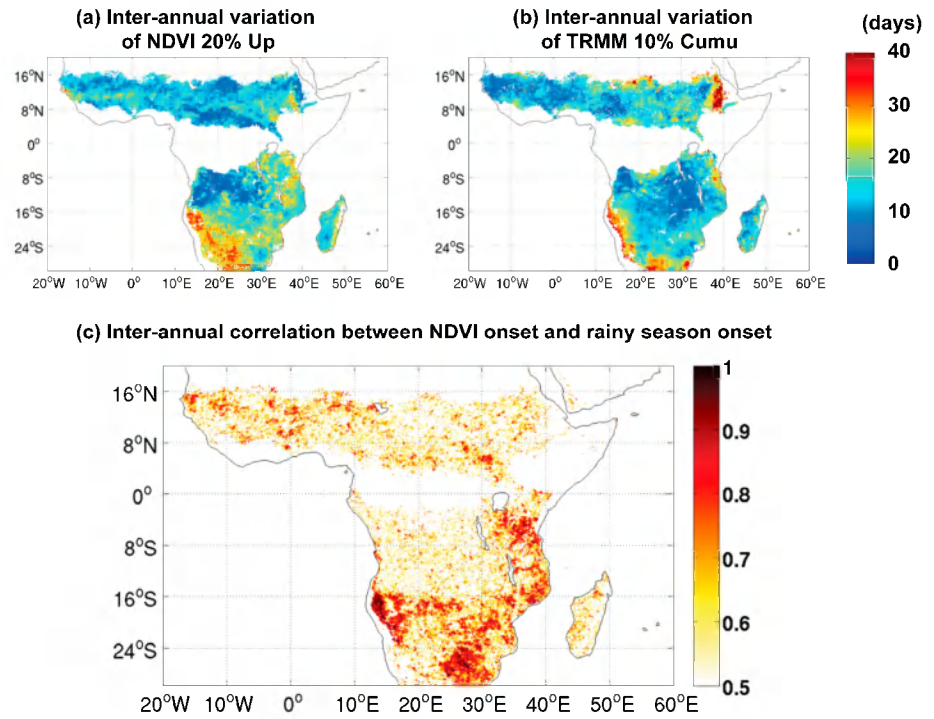 (a) Inter-annual variation
of NDVI 20% Up
(b) Inter-annual variation
of TRMM 10% Cumu
(days)
16°N
8°N
0°
8°S
16°S
24°S
20°W 10°W 0° 10°E 20°E 30°E 40°E 50°E 60°E
16°N
8°N
0°
8°S
16°S
24°S
20°W 10°W 0° 10°E 20°E 30°E 40°E 50°E 60°E
40
30
20
10
0
(c) Inter-annual correlation between NDVI onset and rainy season onset
16°N
8°N
0°
8°S
16°S
24°S
20°W 10°W 0° 10°E 20°E 30°E 40°E 50°E 60°E
1
0.9
0.8
0.7
0.6
0.5